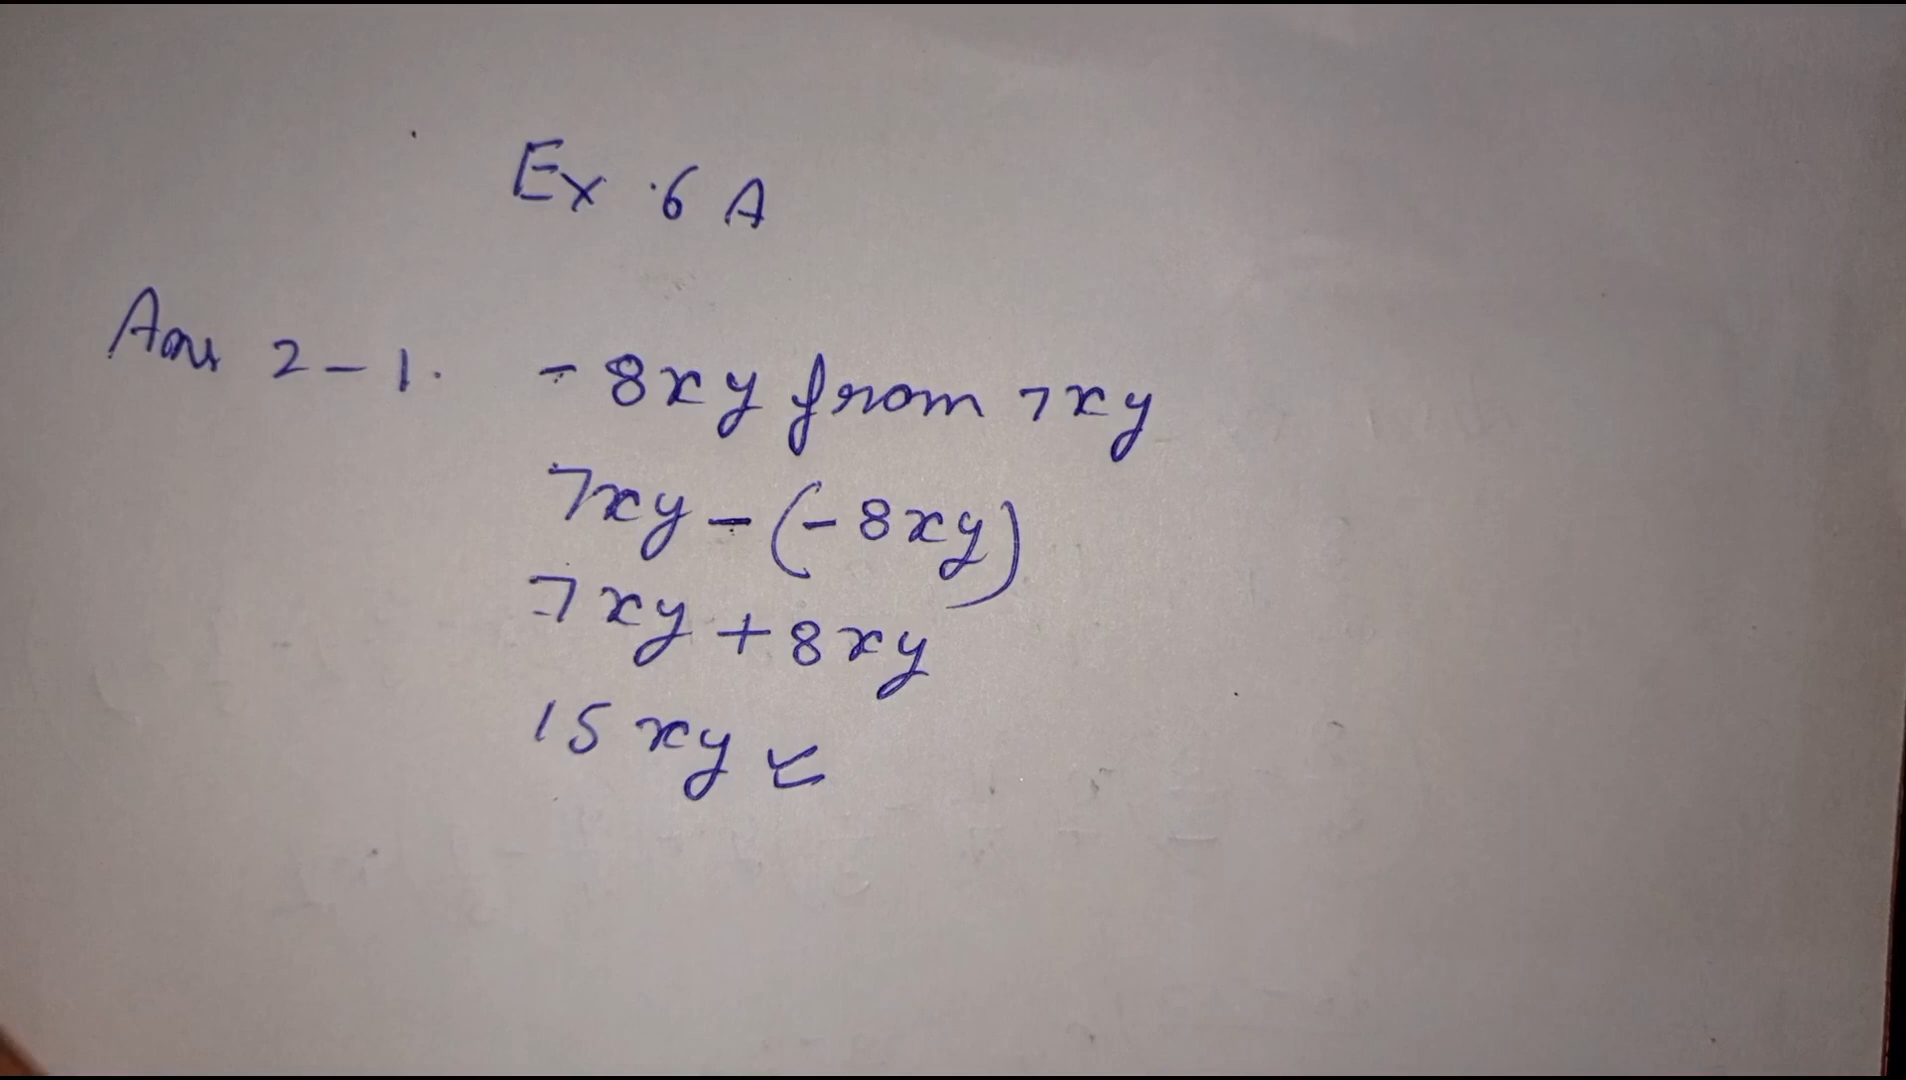 Ex .6 A
Ans 2-1. -8xy from 7xy
7xy-(-8xy)
7xy+8xy
15xy